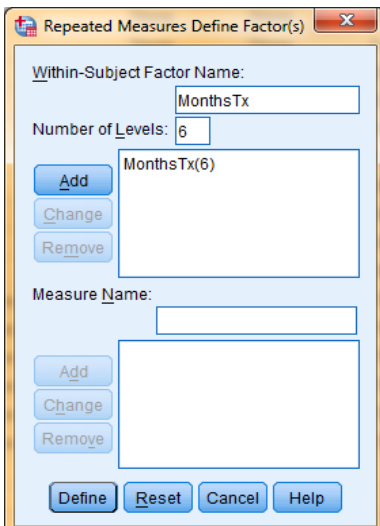 Repeated Measures Define Factor(s)
Within-Subject Factor Name:
MonthsTx
Number of Levels: 6
Add
Change
Remove
MonthsTx(6)
Measure Name:
Add
Change
Remove
Define Reset Cancel Help